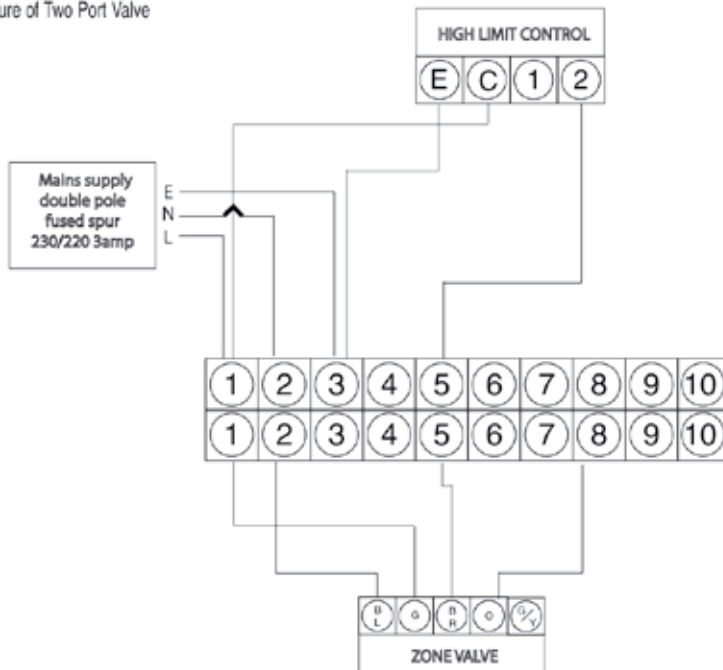 ure of Two Port Valve
HIGH LIMIT CONTROL
E C 1 2
Mains supply
double pole
fused spur
230/220 3amp
E
N
L
1 2 3 4 5 6 7 8 9 10
1 2 3 4 5 6 7 8 9 10
BL G BR O G/Y
ZONE VALVE